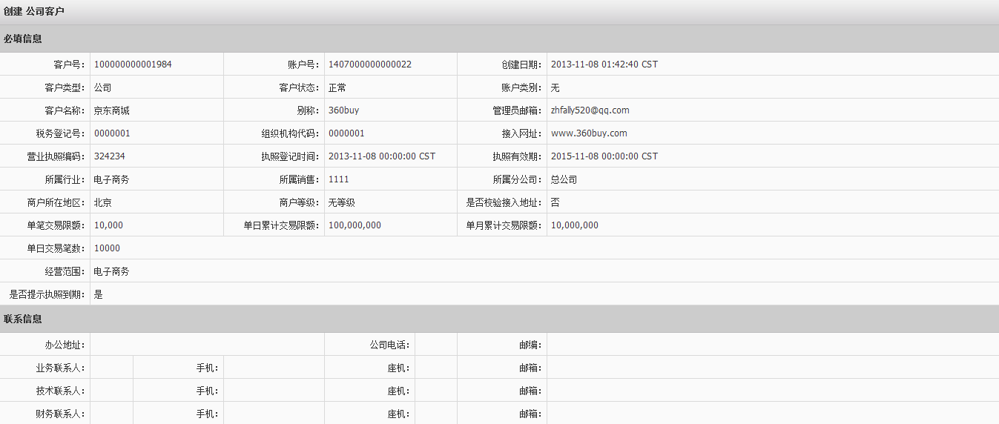 创建 公司客户
必填信息
客户号： 100000000001984 账户号： 1407000000000022 创建日期： 2013-11-08 01:42:40 CST
客户类型： 公司 客户状态： 正常 账户类别： 无
客户名称： 京东商城 别称： 360buy 管理员邮箱： zhfally520@qq.com
税务登记号： 0000001 组织机构代码： 0000001 接入网址： www.360buy.com
营业执照编码： 324234 执照登记时间： 2013-11-08 00:00:00 CST 执照有效期： 2015-11-08 00:00:00 CST
所属行业： 电子商务 所属销售： 1111 所属分公司： 总公司
商户所在地区： 北京 商户等级： 无等级 是否校验接入地址： 否
单笔交易限额： 10,000 单日累计交易限额： 100,000,000 单月累计交易限额： 10,000,000
单日交易笔数： 10000
经营范围： 电子商务
是否提示执照到期： 是
联系信息
办公地址： 公司电话： 邮编：
业务联系人： 手机： 座机： 邮箱：
技术联系人： 手机： 座机： 邮箱：
财务联系人： 手机： 座机： 邮箱：